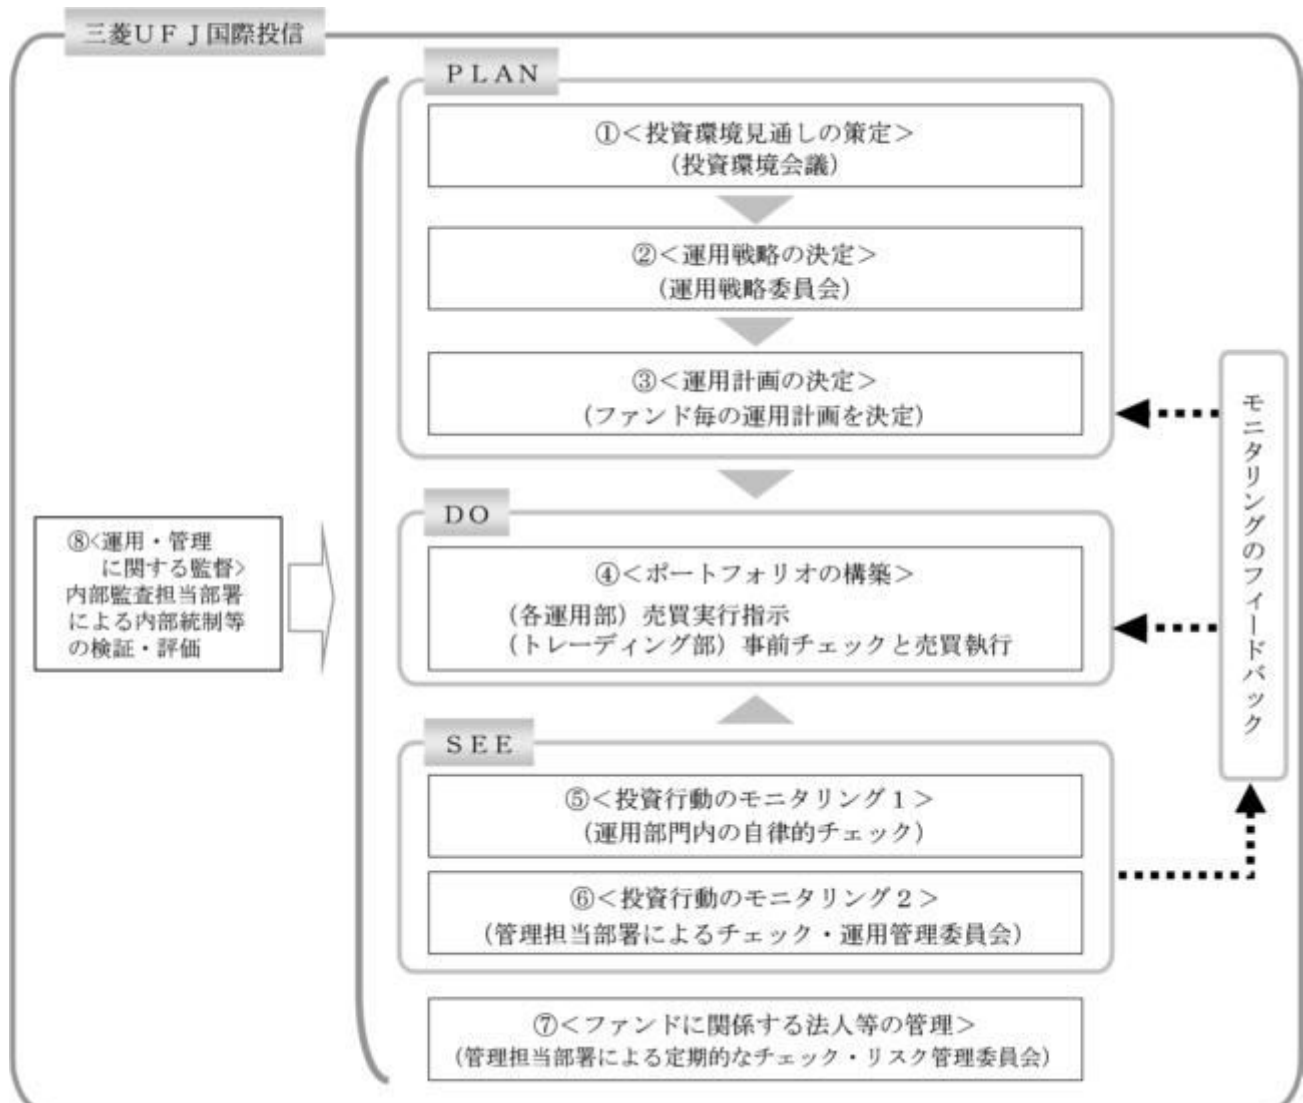 三菱ＵＦＪ国際投信
ＰＬＡＮ
①＜投資環境見通しの策定＞
（投資環境会議）
②＜運用戦略の決定＞
（運用戦略委員会）
③＜運用計画の決定＞
（ファンド毎の運用計画を決定）
ＤＯ
④＜ポートフォリオの構築＞
（各運用部）売買実行指示
（トレーディング部）事前チェックと売買執行
ＳＥＥ
⑤＜投資行動のモニタリング１＞
（運用部門内の自律的チェック）
⑥＜投資行動のモニタリング２＞
（管理担当部署によるチェック・運用管理委員会）
⑦＜ファンドに関係する法人等の管理＞
（管理担当部署による定期的なチェック・リスク管理委員会）
⑧<運用・管理
に関する監督>
内部監査担当部署
による内部統制等
の検証・評価
モニタリングのフィードバック